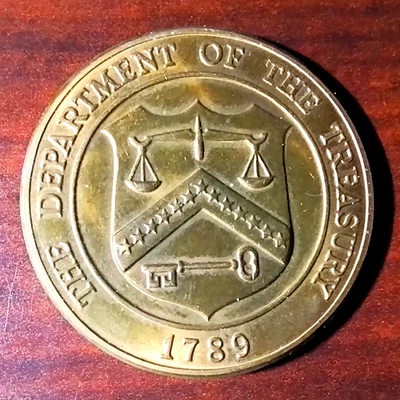 THE DEPARTMENT OF THE TREASURY
1789